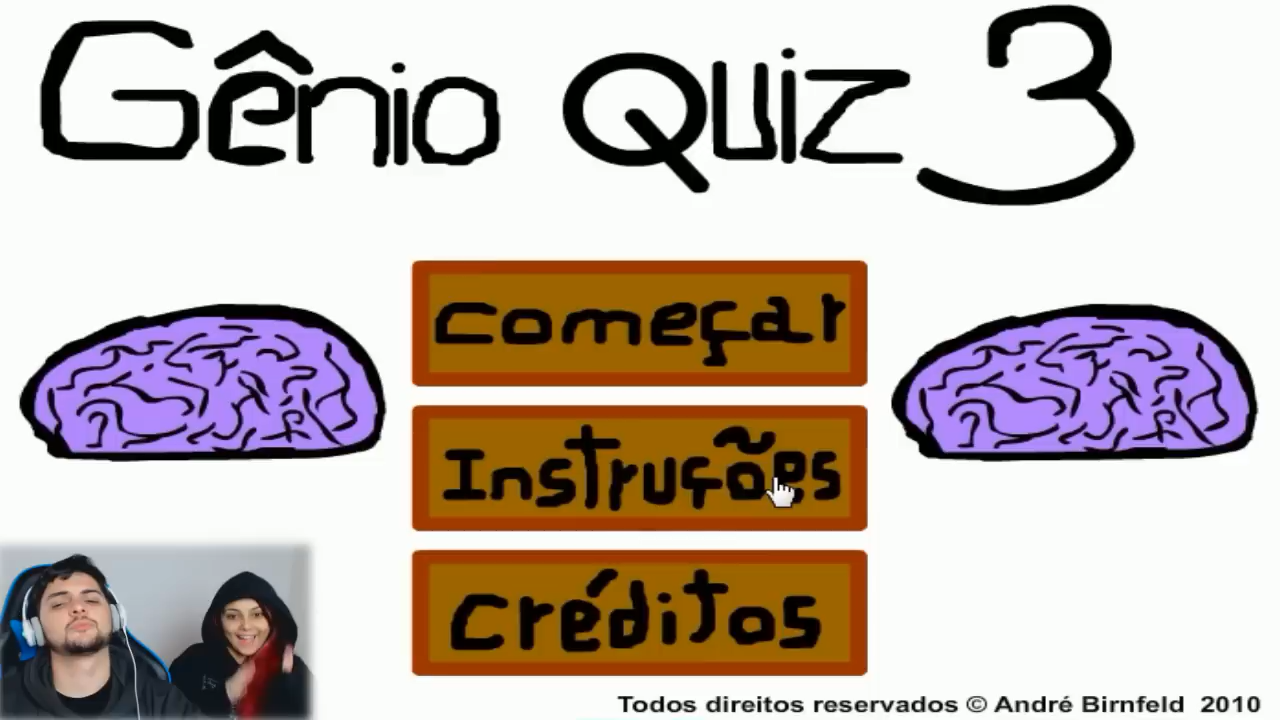 Gênio Quiz 3
Começar
Instruções
Créditos
Todos direitos reservados © André Birnfeld 2010